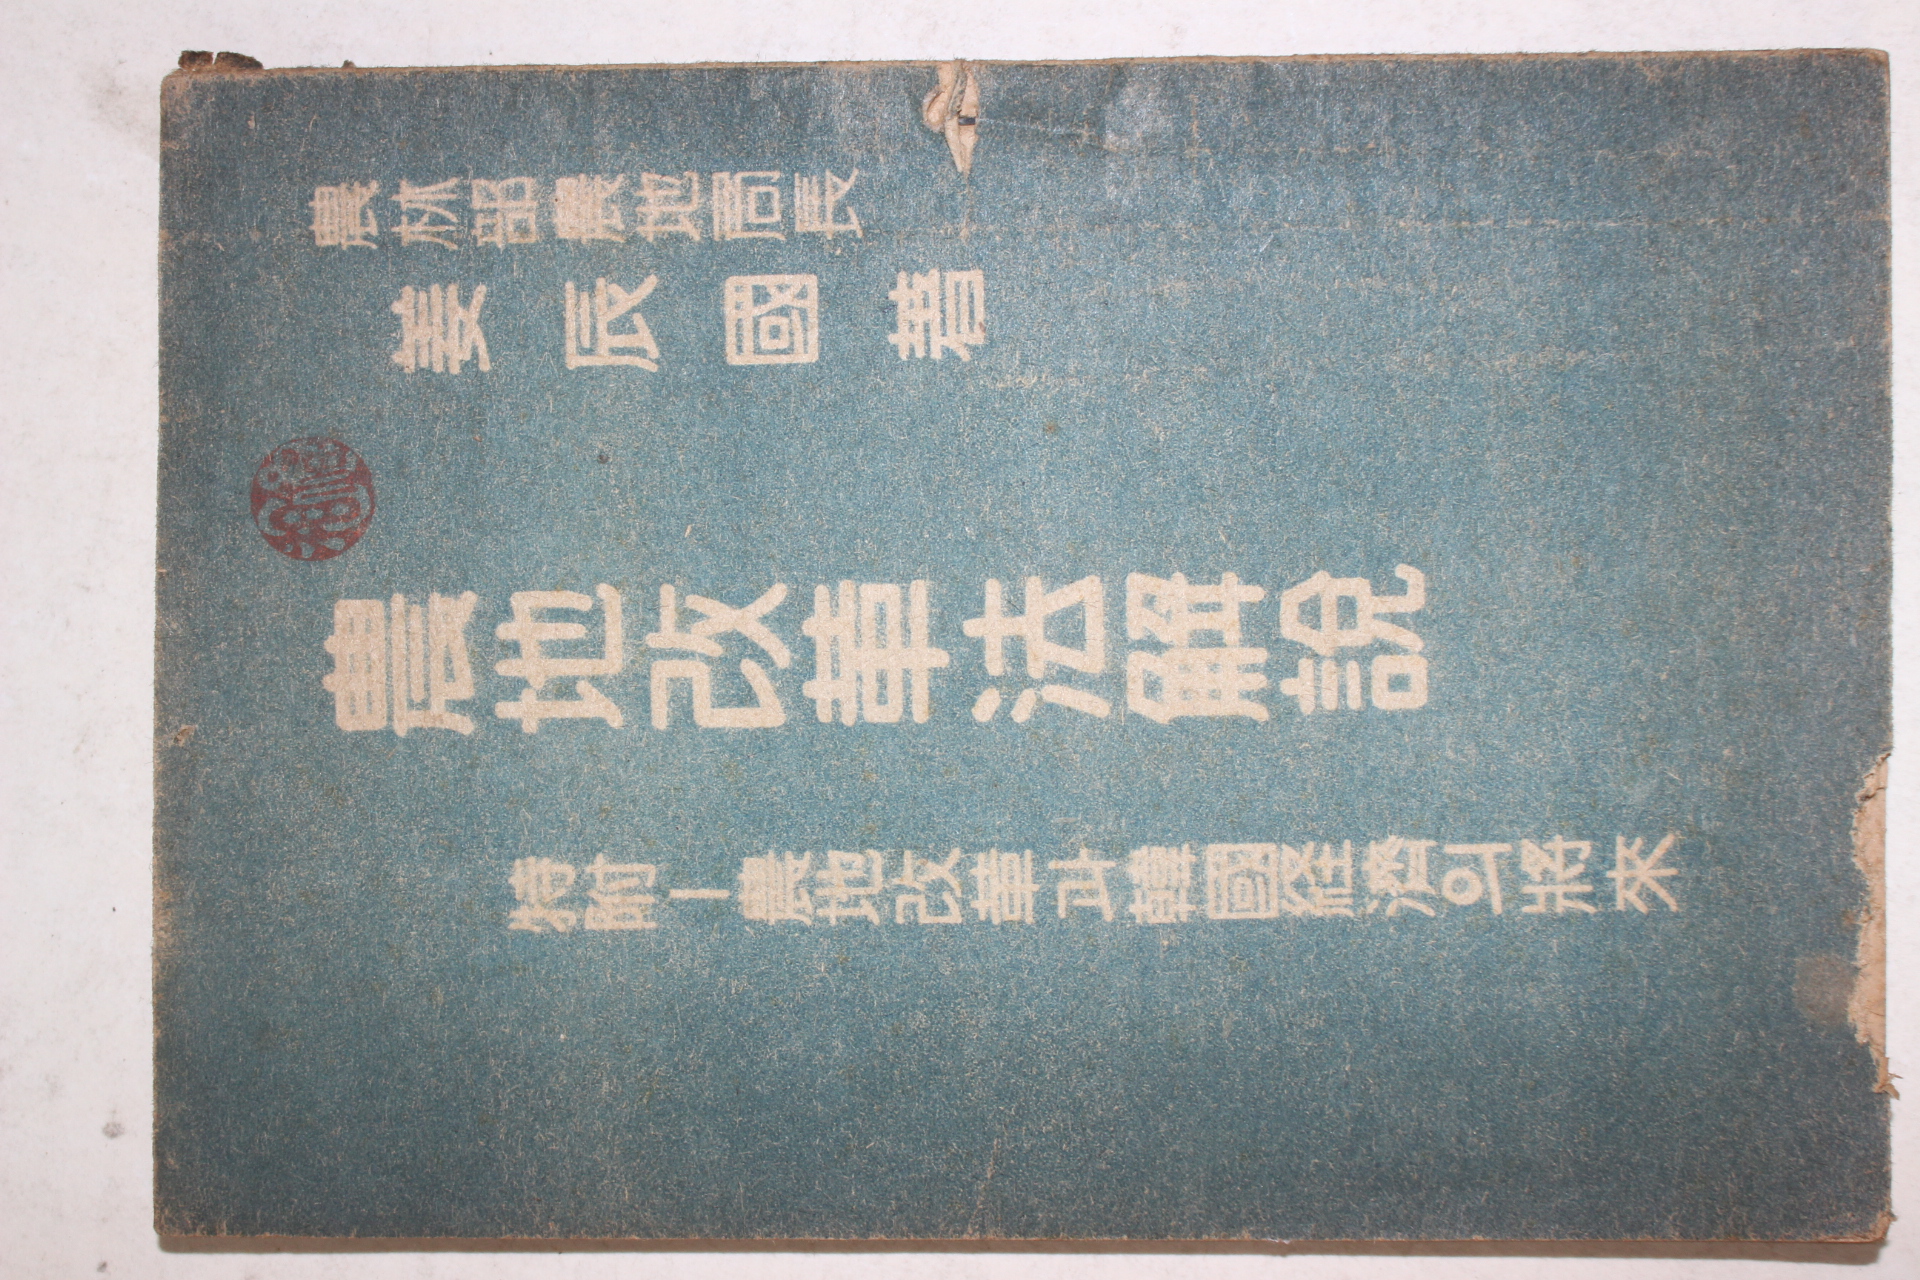 農林部農地局長
姜辰國著
農地改革法解說
特附ー農地改革과韓國經濟의將來